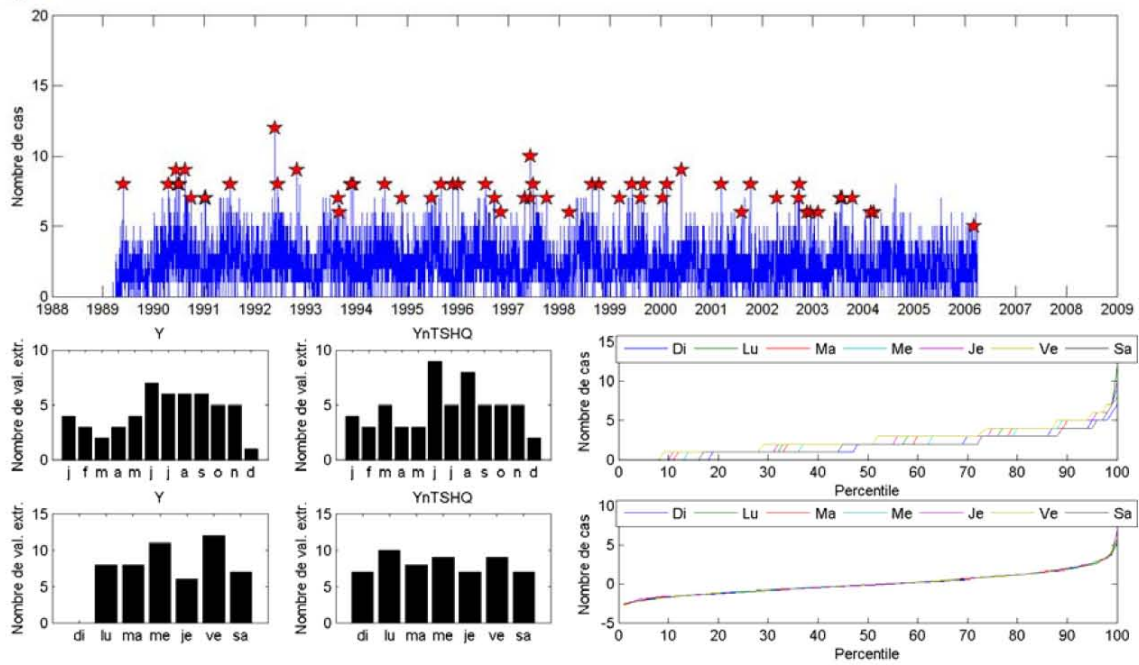 20
15
10
5
0
Nombre de cas
1988 1989 1990 1991 1992 1993 1994 1995 1996 1997 1998 1999 2000 2001 2002 2003 2004 2005 2006 2007 2008 2009
Y
10
5
0
Nombre de val. extr.
j f m a m j j a s o n d
YnTSHQ
10
5
0
Nombre de val. extr.
j f m a m j j a s o n d
15
10
5
0
Nombre de cas
Di Lu Ma Me Je Ve Sa
0 10 20 30 40 50 60 70 80 90 100
Percentile
Y
15
10
5
0
Nombre de val. extr.
di lu ma me je ve sa
YnTSHQ
15
10
5
0
Nombre de val. extr.
di lu ma me je ve sa
10
5
0
-5
Nombre de cas
Di Lu Ma Me Je Ve Sa
0 10 20 30 40 50 60 70 80 90 100
Percentile